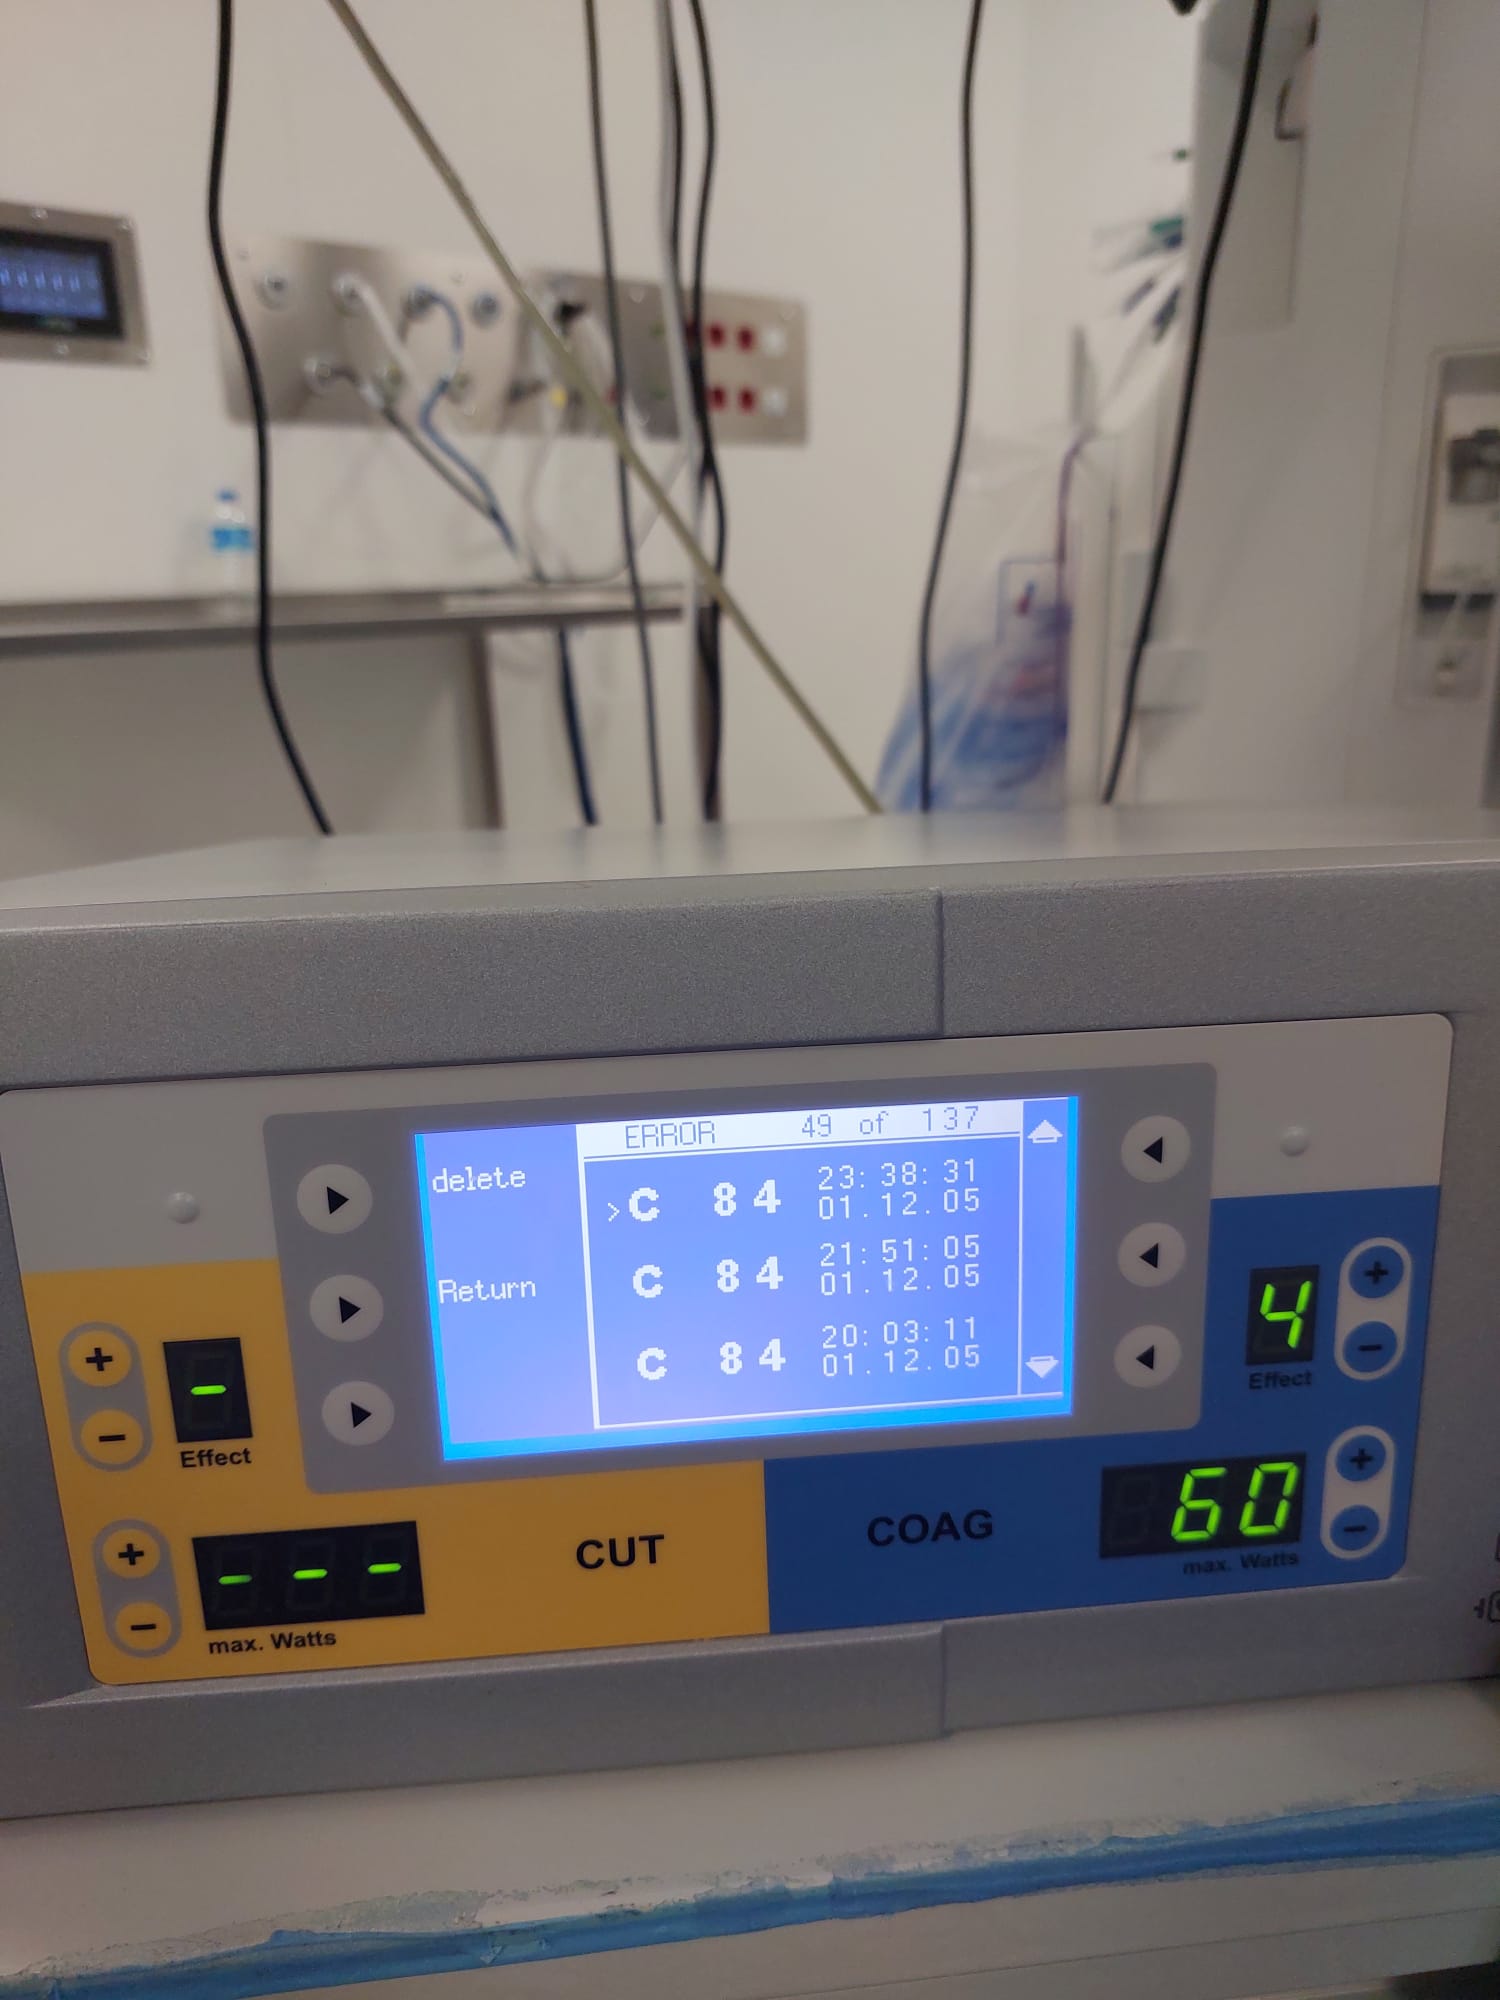 ERROR 49 of 137
delete
>C 84 23:38:31
01.12.05
C 84 21:51:05
01.12.05
Return
C 84 20:03:11
01.12.05
+
-
-
Effect
+
-
- - -
max. Watts
CUT
COAG
4
Effect
+
-
60
max. Watts
+
-